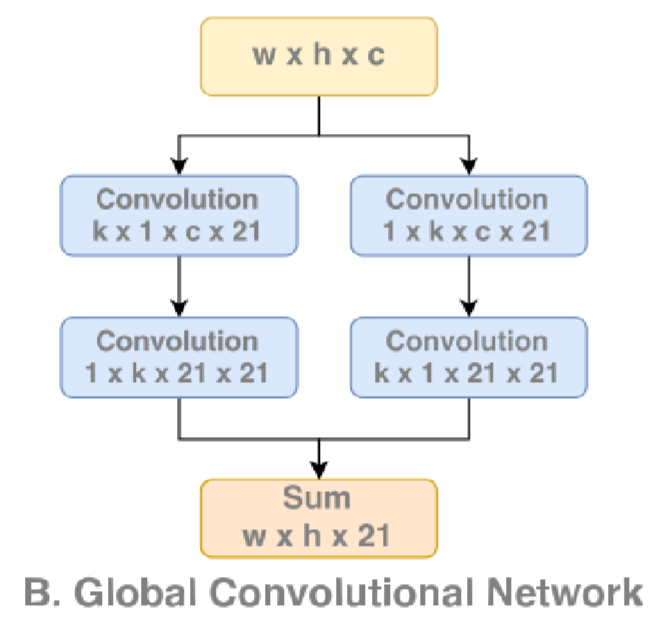 w x h x c
Convolution
k x 1 x c x 21
Convolution
1 x k x c x 21
Convolution
1 x k x 21 x 21
Convolution
k x 1 x 21 x 21
Sum
w x h x 21
B. Global Convolutional Network